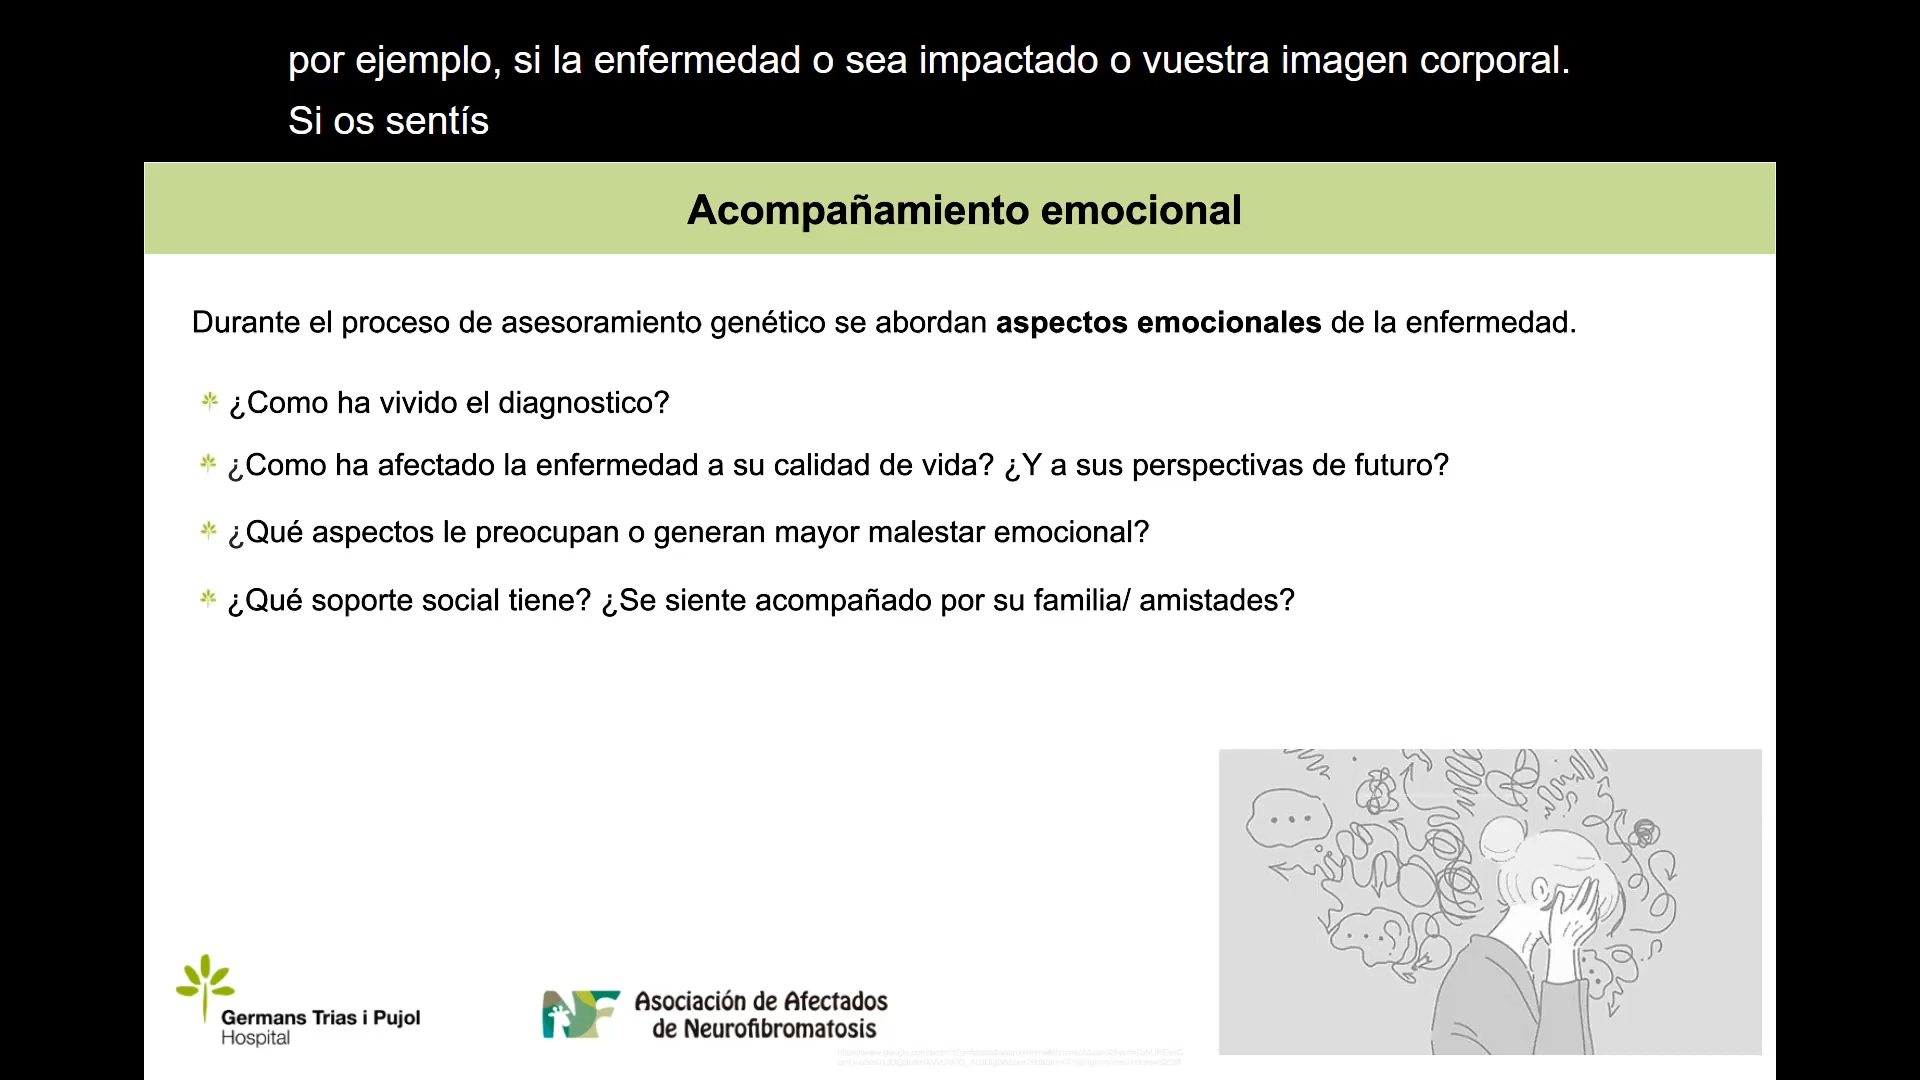 por ejemplo, si la enfermedad o sea impactado o vuestra imagen corporal.
Si os sentís
Acompañamiento emocional
Durante el proceso de asesoramiento genético se abordan aspectos emocionales de la enfermedad.
¿Como ha vivido el diagnostico?
¿Como ha afectado la enfermedad a su calidad de vida? ¿Y a sus perspectivas de futuro?
¿Qué aspectos le preocupan o generan mayor malestar emocional?
¿Qué soporte social tiene? ¿Se siente acompañado por su familia/ amistades?
Germans Trias i Pujol
Hospital
NF
Asociación de Afectados
de Neurofibromatosis